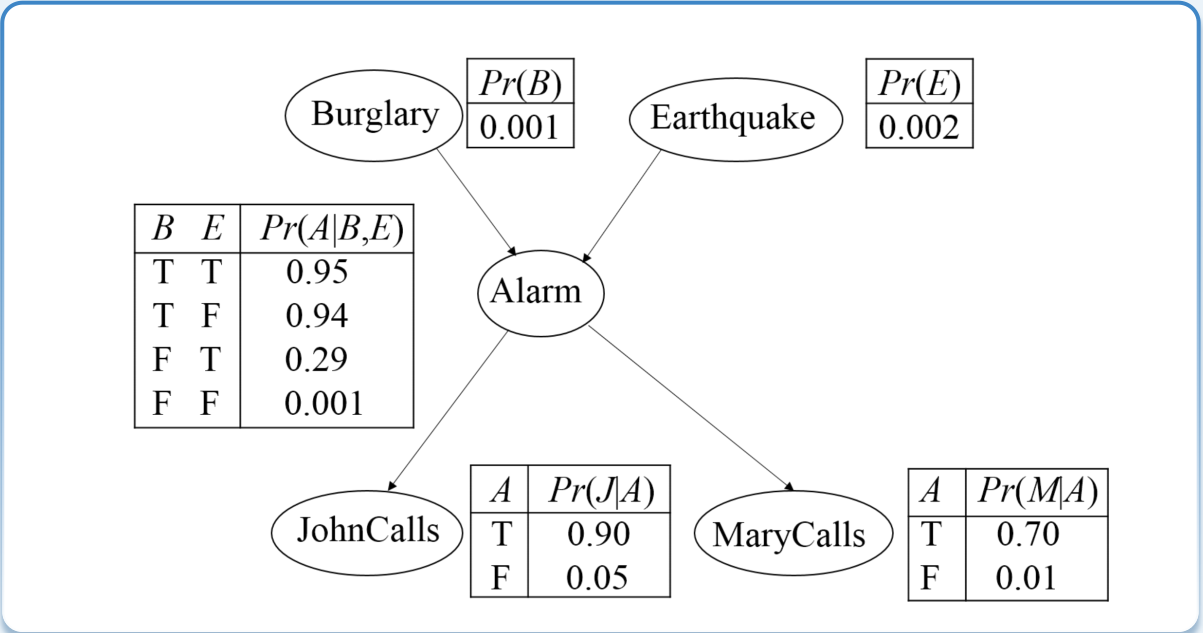 Burglary
Pr(B)
0.001
Earthquake
Pr(E)
0.002
B E Pr(A|B,E)
T T 0.95
T F 0.94
F T 0.29
F F 0.001
Alarm
JohnCalls
A Pr(J|A)
T 0.90
F 0.05
MaryCalls
A Pr(M|A)
T 0.70
F 0.01